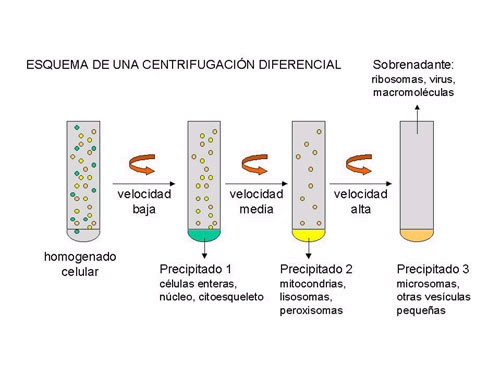 ESQUEMA DE UNA CENTRIFUGACIÓN DIFERENCIAL
Sobrenadante:
ribosomas, virus,
macromoléculas
velocidad
baja
velocidad
media
velocidad
alta
homogenado
celular
Precipitado 1
células enteras,
núcleo, citoesqueleto
Precipitado 2
mitocondrias,
lisosomas,
peroxisomas
Precipitado 3
microsomas,
otras vesículas
pequeñas